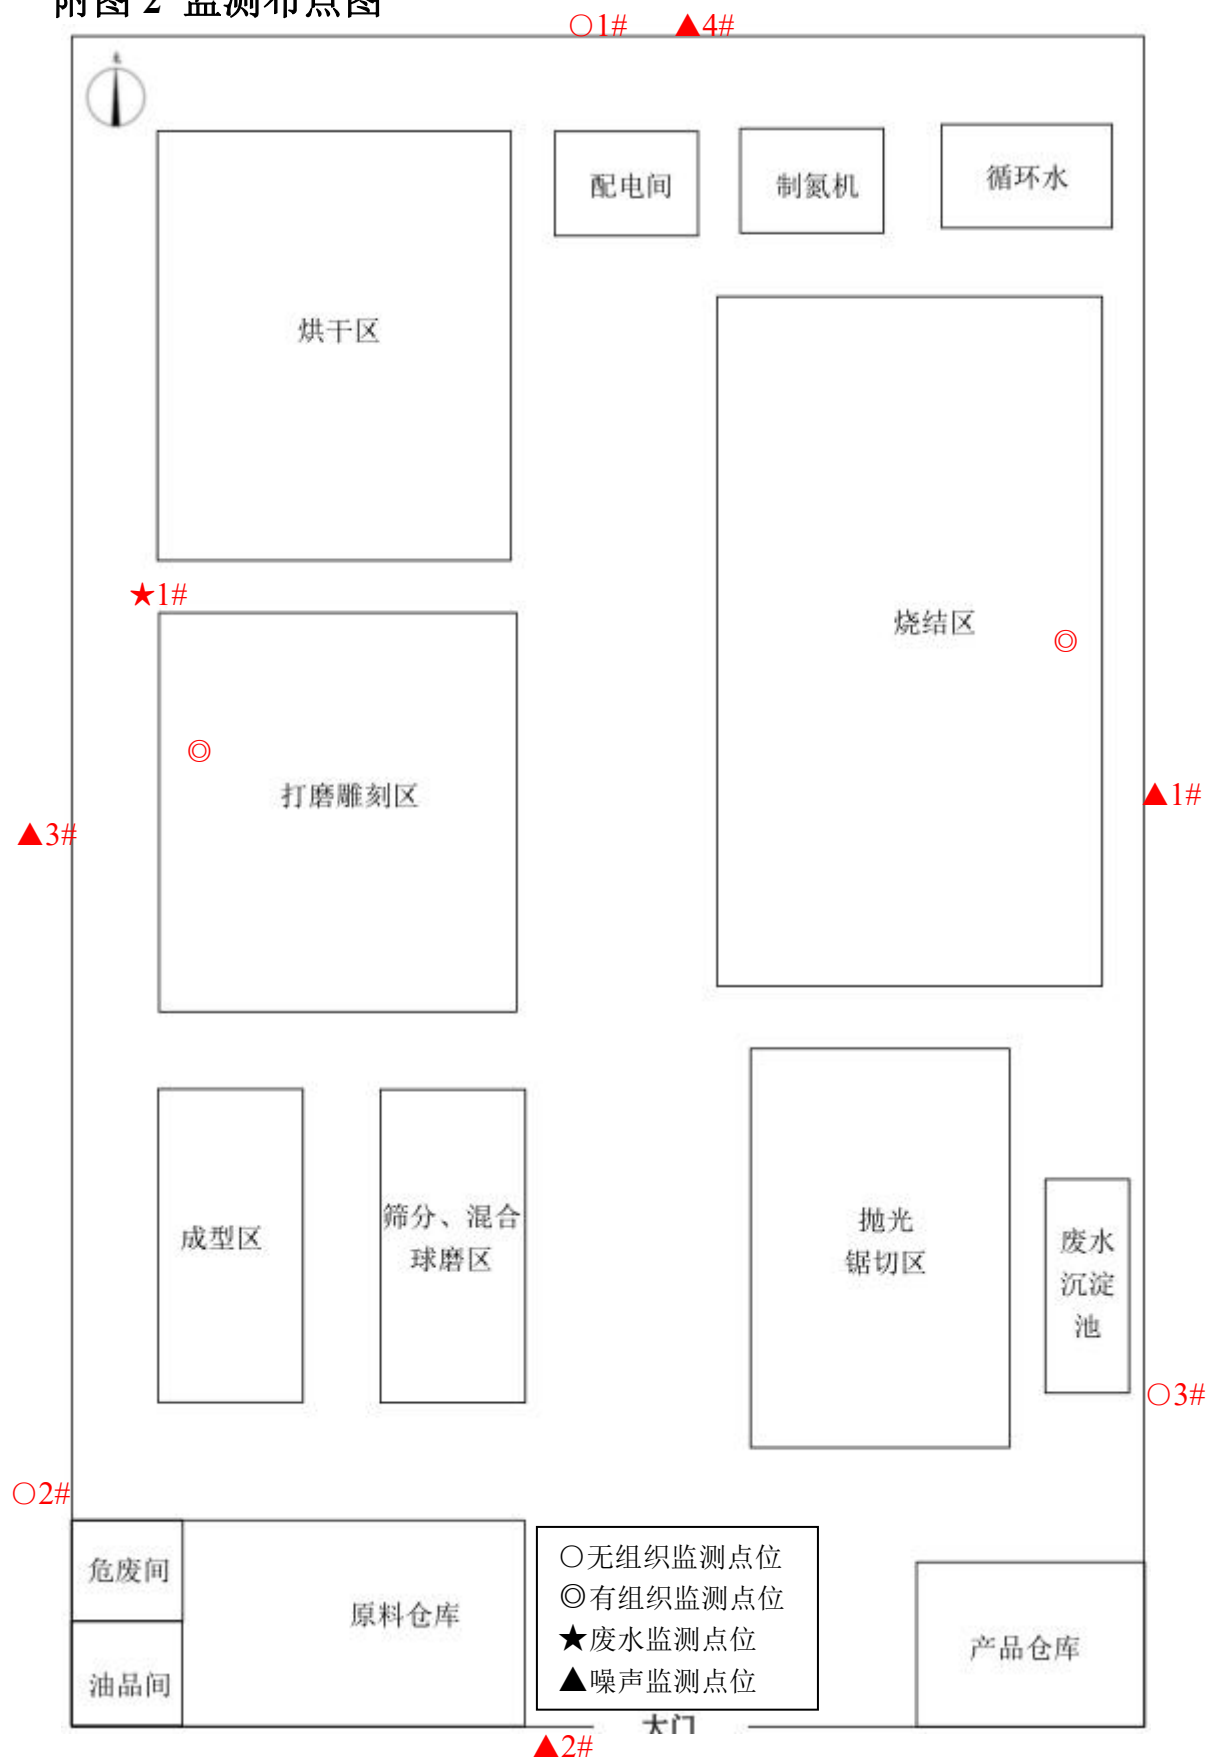 附图 2 监测布点图
○1# ▲4#
北
配电间
制氮机
循环水
烘干区
★1#
烧结区
◎
◎
打磨雕刻区
▲1#
▲3#
成型区
筛分、混合
球磨区
抛光
锯切区
废水
沉淀
池
○3#
○2#
危废间
油品间
原料仓库
○无组织监测点位
◎有组织监测点位
★废水监测点位
▲噪声监测点位
产品仓库
大门
▲2#